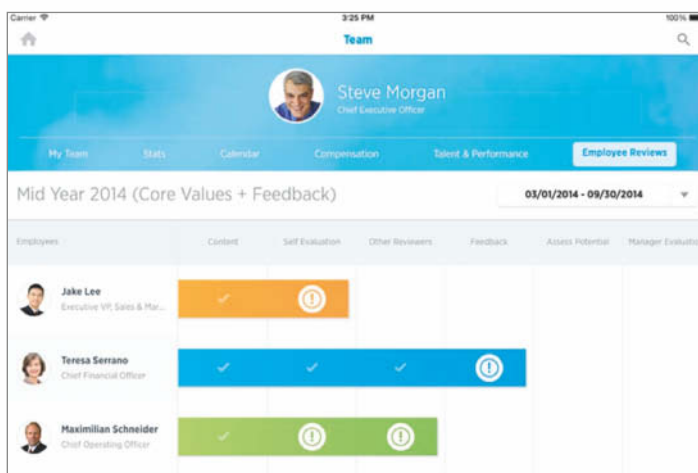 Carrier 3:25 PM 100%
Team
Steve Morgan
Chief Executive Officer
My Team Stats Calendar Compensation Talent & Performance Employee Reviews
Mid Year 2014 (Core Values + Feedback) 03/01/2014 - 09/30/2014
Employees Content Self Evaluation Other Reviewers Feedback Assess Potential Manager Evaluatio
Jake Lee
Executive VP, Sales & Mar...
Teresa Serrano
Chief Financial Officer
Maximilian Schneider
Chief Operating Officer